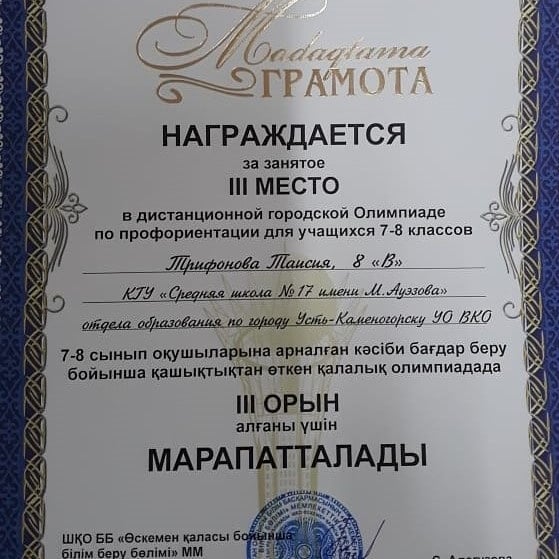 Madaqtama
ГРАМОТА
НАГРАЖДАЕТСЯ
за занятое
III МЕСТО
в дистанционной городской Олимпиаде
по профориентации для учащихся 7-8 классов
Трифонова Таисия, 8 «В»
КГУ «Средняя школа №17 имени М.Ауэзова»
отдела образования по городу Усть-Каменогорску УО ВКО
7-8 сынып оқушыларына арналған кәсіби бағдар беру
бойынша қашықтықтан өткен қалалық олимпиадада
III ОРЫН
алғаны үшін
МАРАПАТТАЛАДЫ
ШҚО ББ «Өскемен қаласы бойынша
білім беру бөлімі» ММ